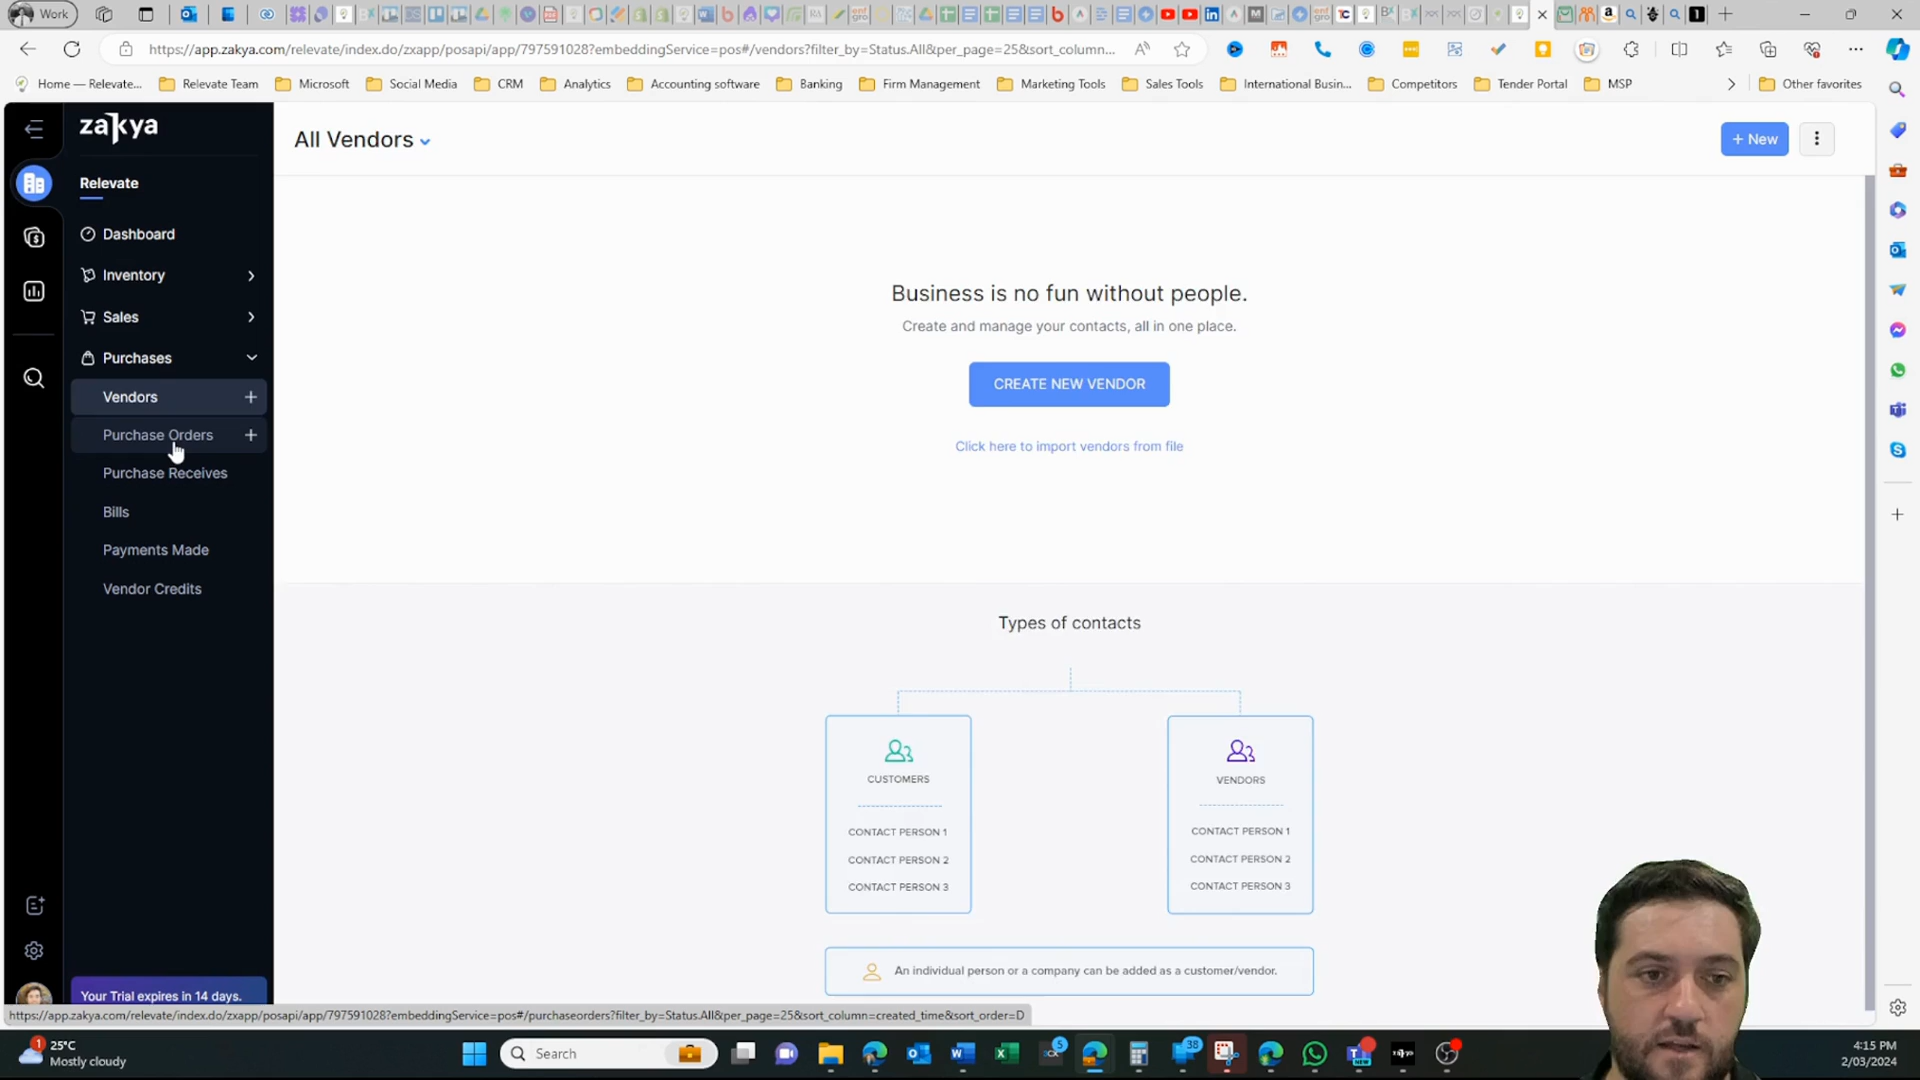 Work
https://app.zakya.com/relevate/index.do/zxapp/posapi/app/797591028?embeddingService=pos#/vendors?filter_by=Status.All&per_page=25&sort_column...
Home — Relevate...
Relevate Team
Microsoft
Social Media
CRM
Analytics
Accounting software
Banking
Firm Management
Marketing Tools
Sales Tools
International Busin...
Competitors
Tender Portal
MSP
Other favorites
zakya
All Vendors
+ New
Relevate
Dashboard
Inventory
Sales
Purchases
Vendors
Purchase Orders
Purchase Receives
Bills
Payments Made
Vendor Credits
Business is no fun without people.
Create and manage your contacts, all in one place.
CREATE NEW VENDOR
Click here to import vendors from file
Types of contacts
CUSTOMERS
CONTACT PERSON 1
CONTACT PERSON 2
CONTACT PERSON 3
VENDORS
CONTACT PERSON 1
CONTACT PERSON 2
CONTACT PERSON 3
An individual person or a company can be added as a customer/vendor.
Your Trial expires in 14 days.
https://app.zakya.com/relevate/index.do/zxapp/posapi/app/797591028?embeddingService=pos#/purchaseorders?filter_by=Status.All&per_page=25&sort_column=created_time&sort_order=D
1
25°C
Mostly cloudy
Search
5
38
4:15 PM
2/03/2024